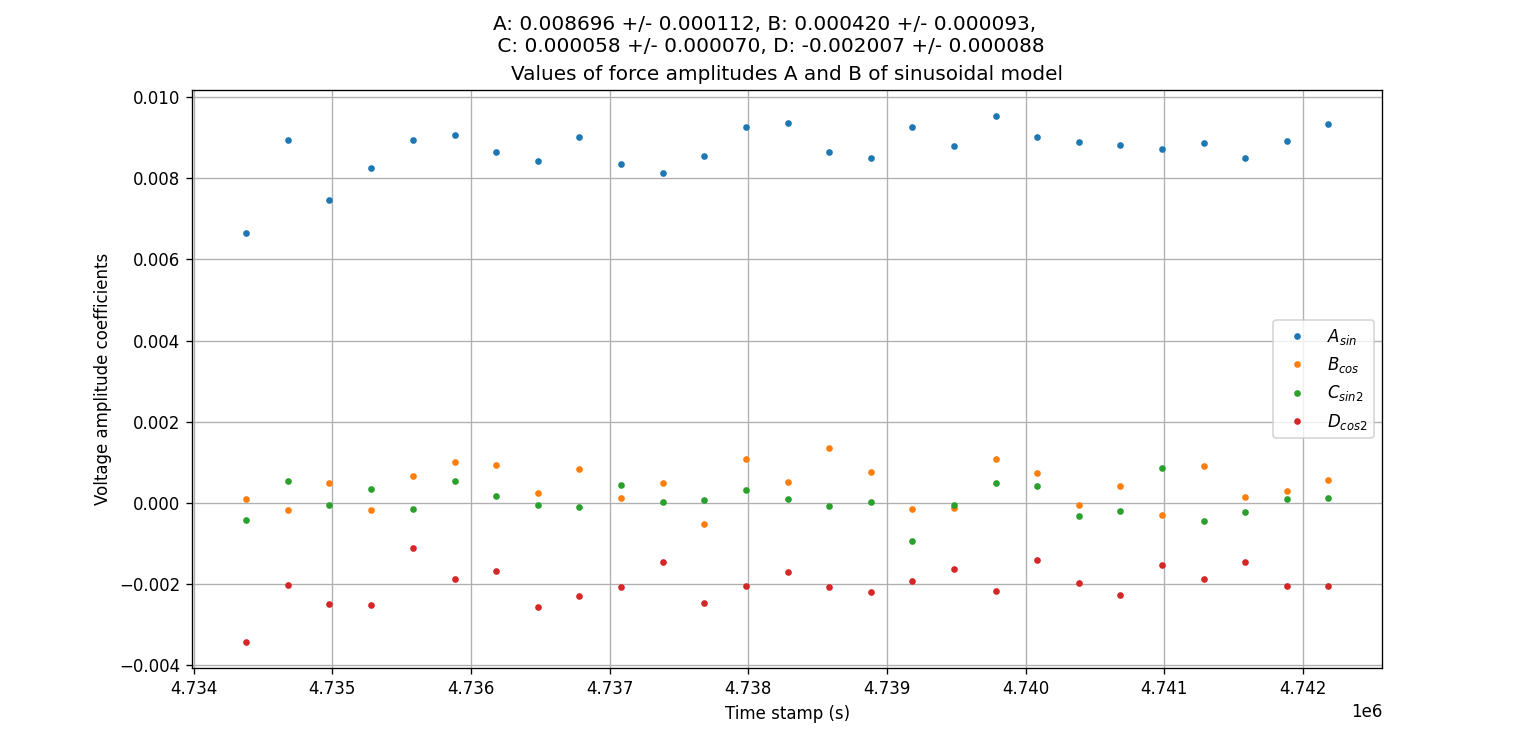 A: 0.008696 +/- 0.000112, B: 0.000420 +/- 0.000093,
C: 0.000058 +/- 0.000070, D: -0.002007 +/- 0.000088
Values of force amplitudes A and B of sinusoidal model
Voltage amplitude coefficients
0.010
0.008
0.006
0.004
0.002
0.000
−0.002
−0.004
A_sin
B_cos
C_sin2
D_cos2
4.734 4.735 4.736 4.737 4.738 4.739 4.740 4.741 4.742
1e6
Time stamp (s)